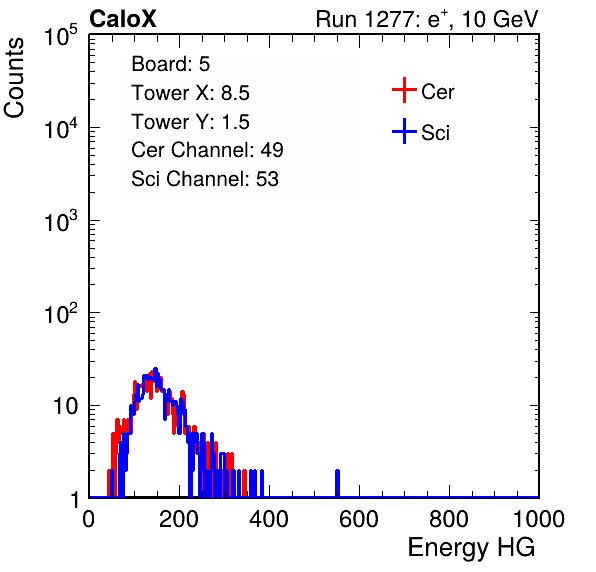 CaloX
Run 1277: e⁺, 10 GeV
Counts
10⁵
10⁴
10³
10²
10
1
Board: 5
Tower X: 8.5
Tower Y: 1.5
Cer Channel: 49
Sci Channel: 53
Cer
Sci
0 200 400 600 800 1000
Energy HG